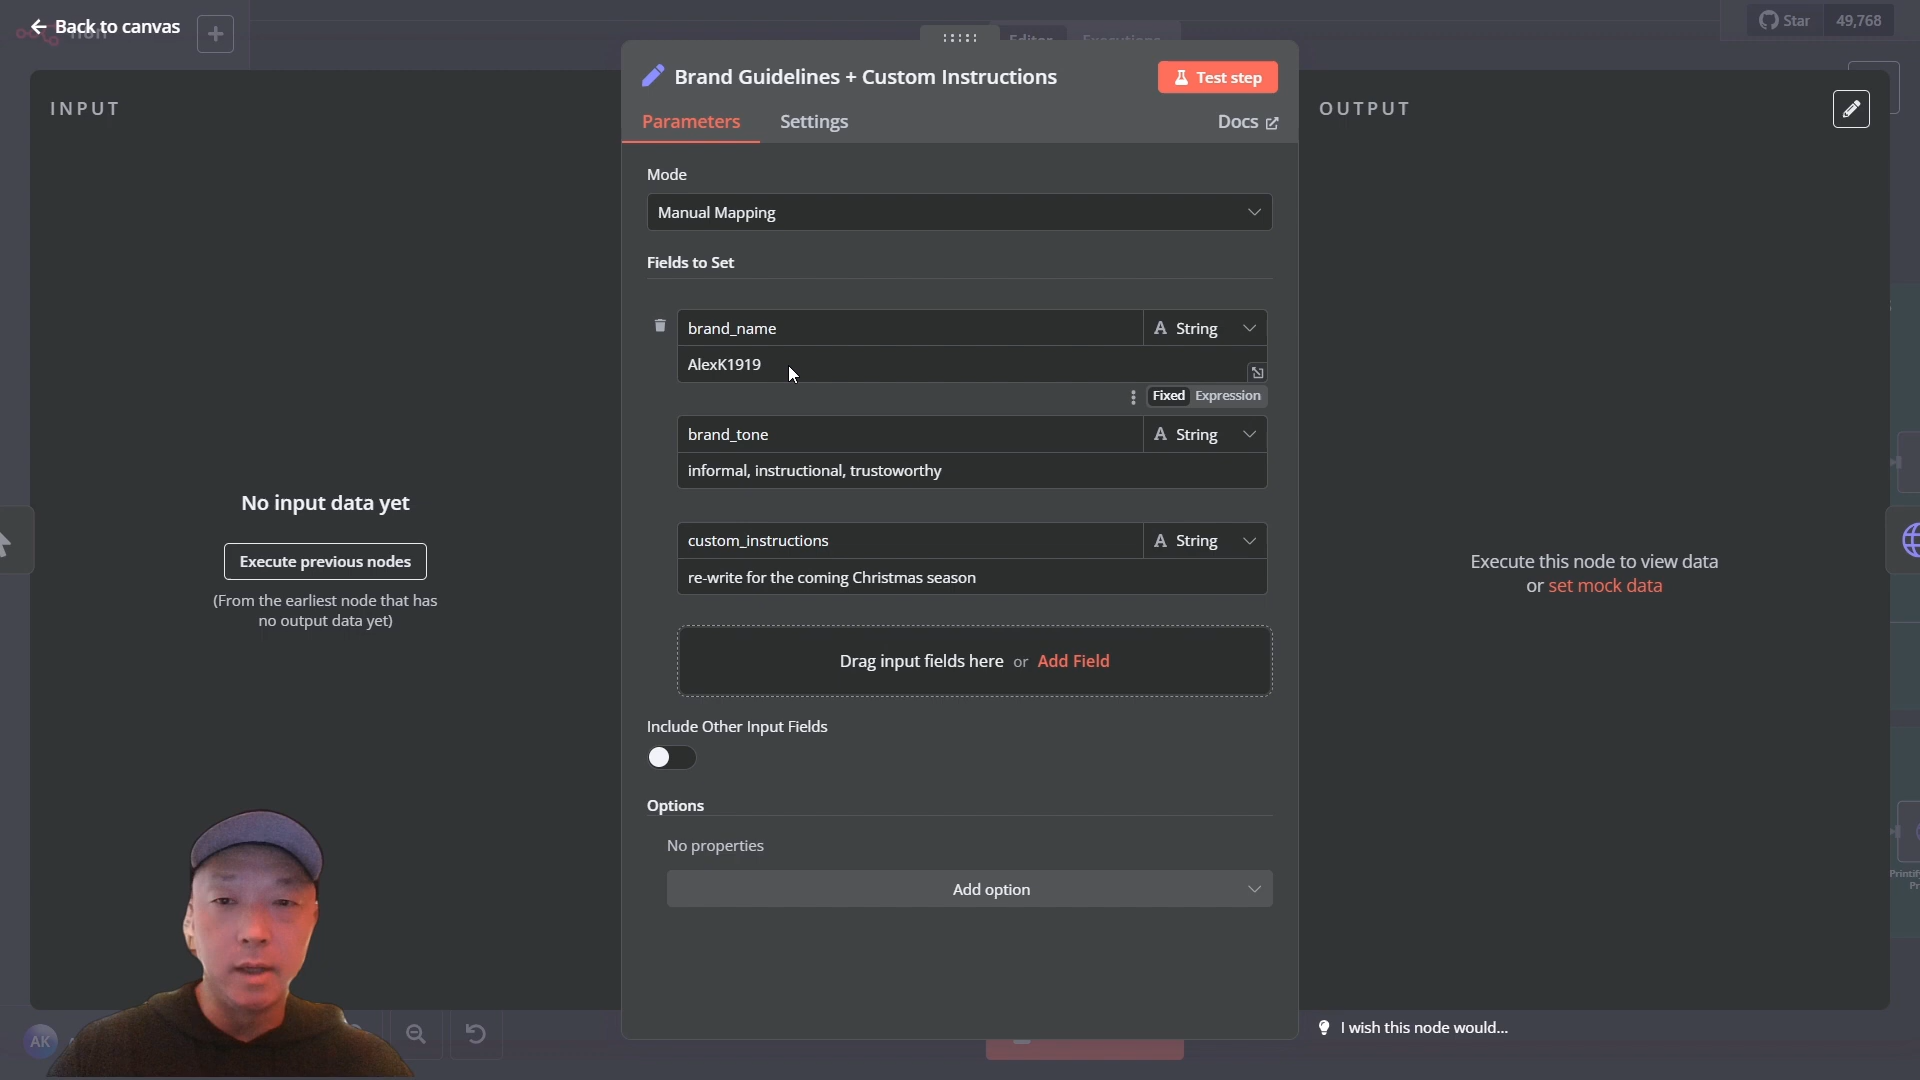 Back to canvas
Editor
Executions
Star
49,768
INPUT
Brand Guidelines + Custom Instructions
Test step
OUTPUT
Parameters
Settings
Docs
Mode
Manual Mapping
Fields to Set
brand_name
A String
AlexK1919
Fixed
Expression
brand_tone
A String
informal, instructional, trustoworthy
custom_instructions
A String
re-write for the coming Christmas season
Drag input fields here or Add Field
No input data yet
Execute previous nodes
(From the earliest node that has
no output data yet)
Execute this node to view data
or set mock data
Include Other Input Fields
Options
No properties
Add option
Printify
Pr
AK
I wish this node would...